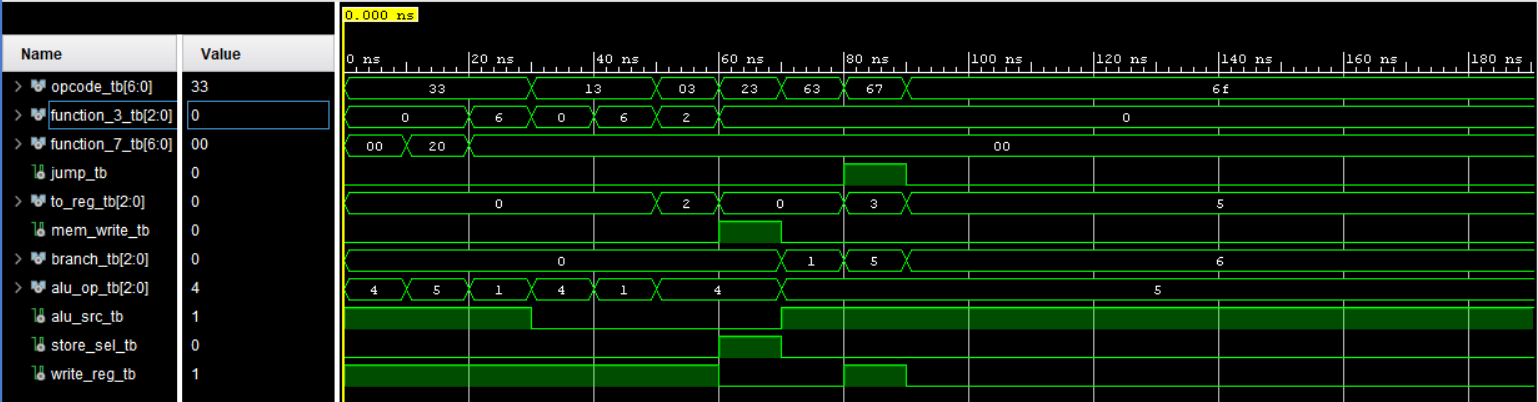 0.000 ns
Name Value
0 ns 20 ns 40 ns 60 ns 80 ns 100 ns 120 ns 140 ns 160 ns 180 ns
opcode_tb[6:0] 33 33 13 03 23 63 67 6f
function_3_tb[2:0] 0 0 6 0 6 2 0
function_7_tb[6:0] 00 00 20 00
jump_tb 0
to_reg_tb[2:0] 0 0 2 0 3 5
mem_write_tb 0
branch_tb[2:0] 0 0 1 5 6
alu_op_tb[2:0] 4 4 5 1 4 1 4 5
alu_src_tb 1
store_sel_tb 0
write_reg_tb 1